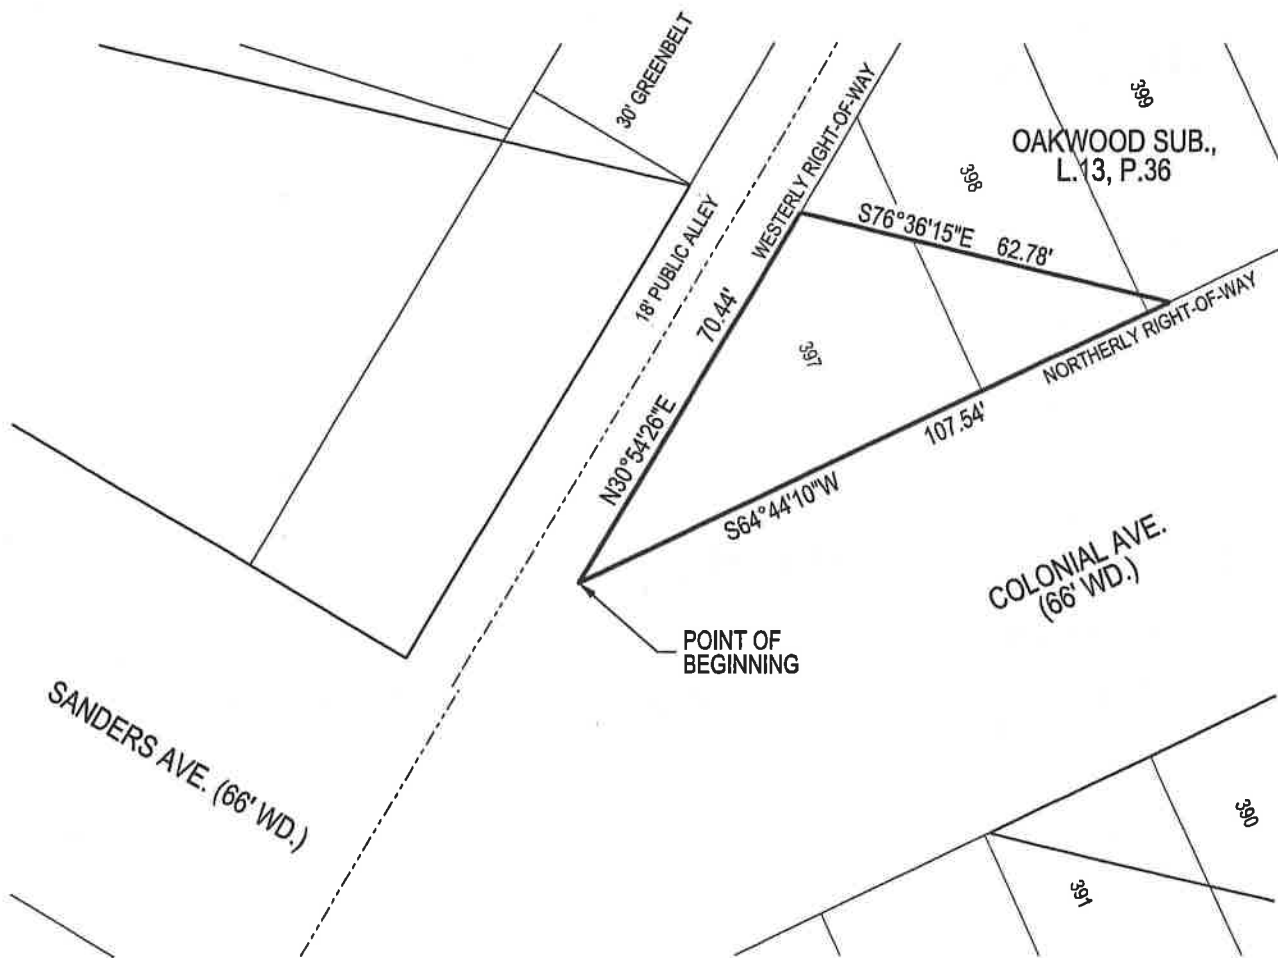 30' GREENBELT
399
OAKWOOD SUB.,
L.13, P.36
WESTERLY RIGHT-OF-WAY
398
S76°36'15"E 62.78'
18' PUBLIC ALLEY
70.44'
397
NORTHERLY RIGHT-OF-WAY
N30°54'26"E
107.54'
S64°44'10"W
COLONIAL AVE.
(66' WD.)
POINT OF
BEGINNING
SANDERS AVE. (66' WD.)
390
391